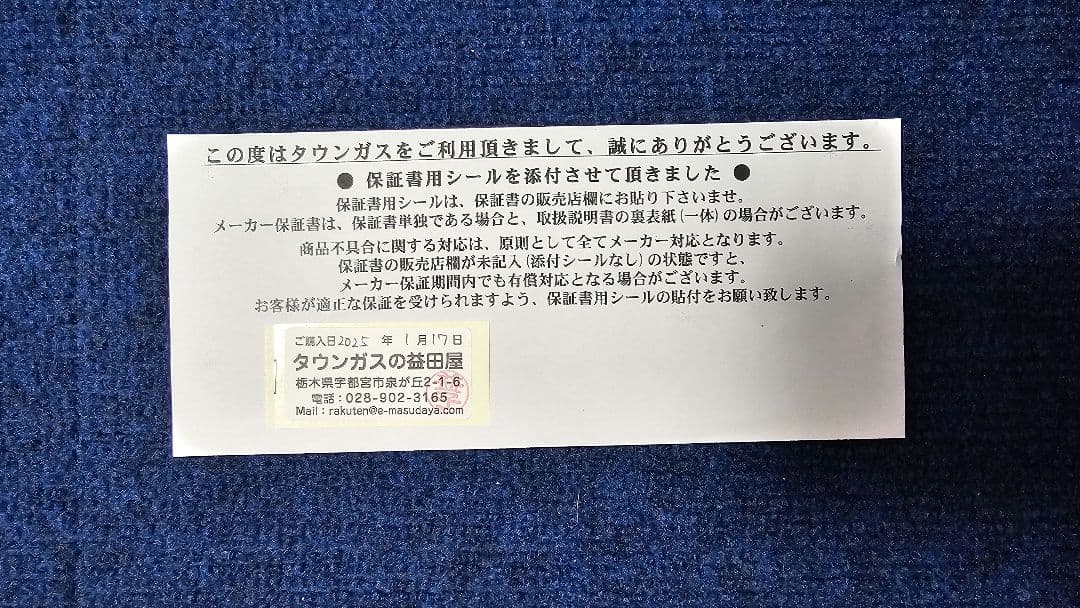 この度はタウンガスをご利用頂きまして、誠にありがとうございます。
● 保証書用シールを添付させて頂きました ●
保証書用シールは、保証書の販売店欄にお貼り下さいませ。
メーカー保証書は、保証書単独である場合と、取扱説明書の裏表紙(一体)の場合がございます。
商品不具合に関する対応は、原則として全てメーカー対応となります。
保証書の販売店欄が未記入(添付シールなし)の状態ですと、
メーカー保証期間内でも有償対応となる場合がございます。
お客様が適正な保証を受けられますよう、保証書用シールの貼付をお願い致します。
ご購入日2025年1月17日
タウンガスの益田屋
栃木県宇都宮市泉が丘2-1-6
電話：028-902-3165
Mail：rakuten@e-masudaya.com